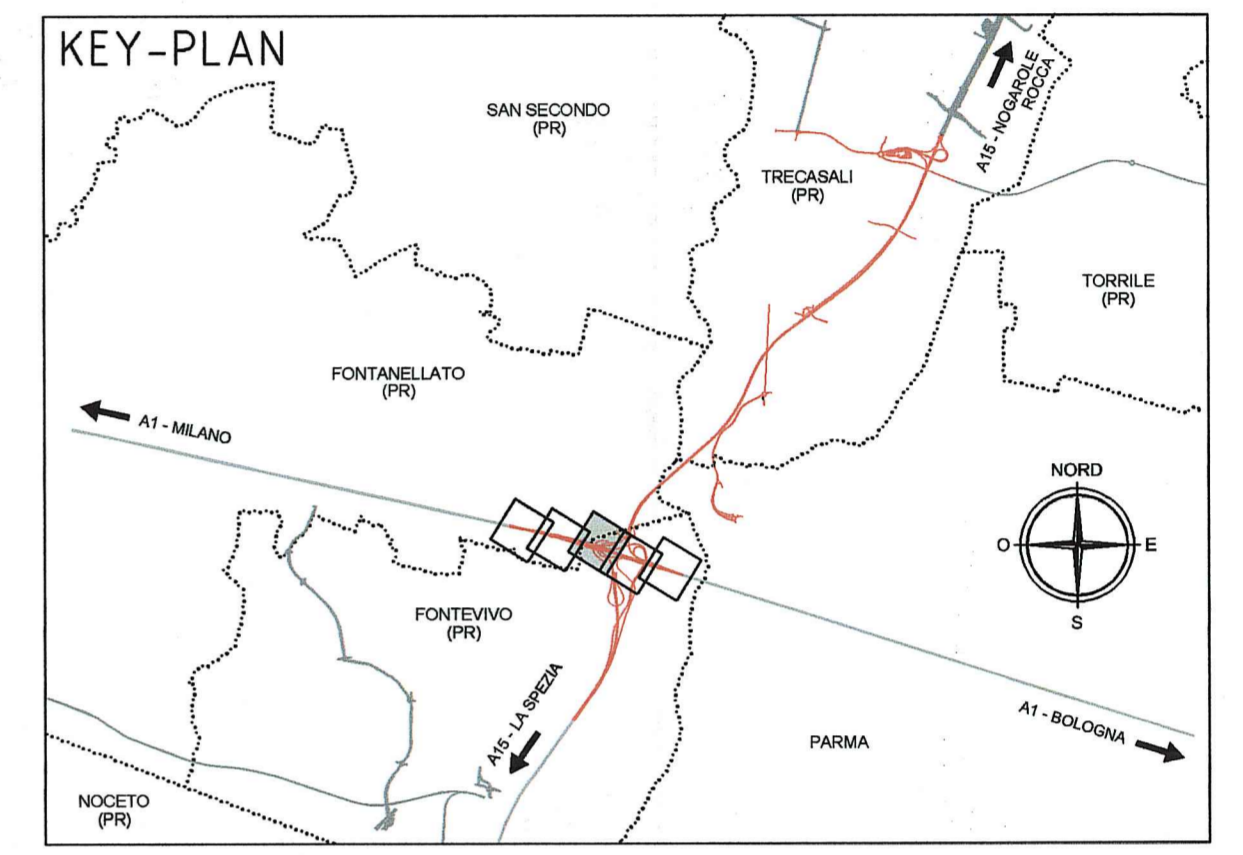 KEY-PLAN
SAN SECONDO
(PR)
A15 - NOGAROLE
ROCCA
TRECASALI
(PR)
TORRILE
(PR)
FONTANELLATO
(PR)
A1 - MILANO
NORD
O
E
S
FONTEVIVO
(PR)
A15 - LA SPEZIA
A1 - BOLOGNA
PARMA
NOCETO
(PR)